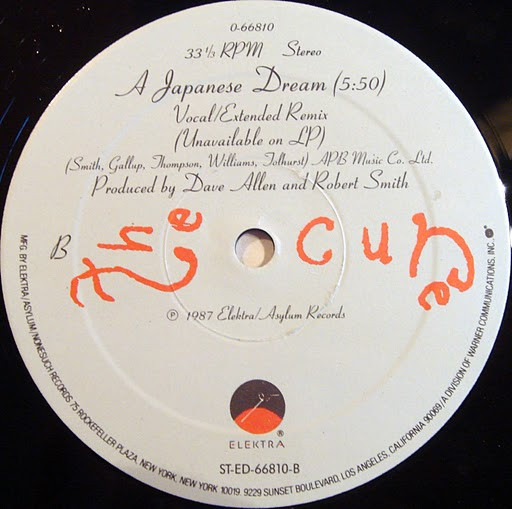 0-66810
33 1/3 RPM Stereo
A Japanese Dream (5:50)
Vocal/Extended Remix
(Unavailable on LP)
(Smith, Gallup, Thompson, Williams, Tolhurst) APB Music Co. Ltd.
Produced by Dave Allen and Robert Smith
B
the cure
℗ 1987 Elektra/Asylum Records
ELEKTRA®
ST-ED-66810-B
MFG. BY ELEKTRA/ASYLUM/NONESUCH RECORDS 75 ROCKEFELLER PLAZA, NEW YORK, NEW YORK 10019. 9229 SUNSET BOULEVARD, LOS ANGELES, CALIFORNIA 90069/A DIVISION OF WARNER COMMUNICATIONS, INC.